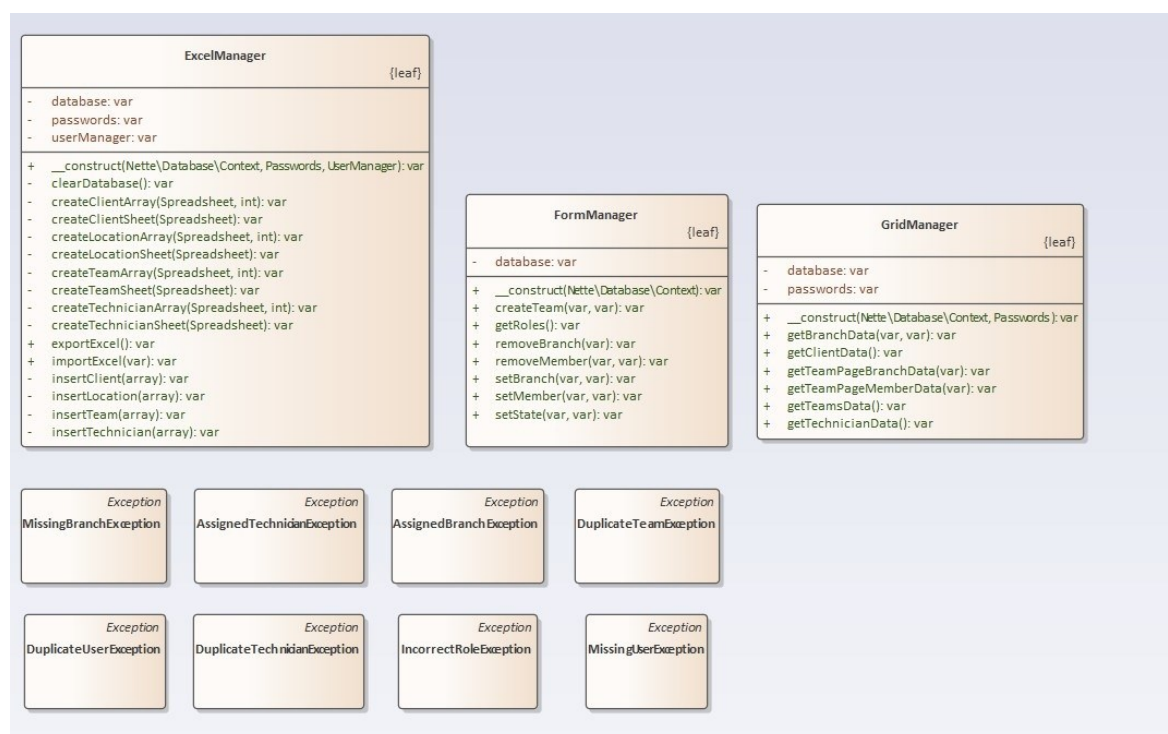 ExcelManager
{leaf}
- database: var
- passwords: var
- userManager: var
+ __construct(Nette\Database\Context, Passwords, UserManager): var
- clearDatabase(): var
- createClientArray(Spreadsheet, int): var
- createClientSheet(Spreadsheet): var
- createLocationArray(Spreadsheet, int): var
- createLocationSheet(Spreadsheet): var
- createTeamArray(Spreadsheet, int): var
- createTeamSheet(Spreadsheet): var
- createTechnicianArray(Spreadsheet, int): var
- createTechnicianSheet(Spreadsheet): var
+ exportExcel(): var
+ importExcel(var): var
- insertClient(array): var
- insertLocation(array): var
- insertTeam(array): var
- insertTechnician(array): var
FormManager
{leaf}
- database: var
+ __construct(Nette\Database\Context): var
+ createTeam(var, var): var
+ getRoles(): var
+ removeBranch(var): var
+ removeMember(var, var): var
+ setBranch(var, var): var
+ setMember(var, var): var
+ setState(var, var): var
GridManager
{leaf}
- database: var
- passwords: var
+ __construct(Nette\Database\Context, Passwords): var
+ getBranchData(var, var): var
+ getClientData(): var
+ getTeamPageBranchData(var): var
+ getTeamPageMemberData(var): var
+ getTeamsData(): var
+ getTechnicianData(): var
Exception
MissingBranchException
Exception
AssignedTechnicianException
Exception
AssignedBranchException
Exception
DuplicateTeamException
Exception
DuplicateUserException
Exception
DuplicateTechnicianException
Exception
IncorrectRoleException
Exception
MissingUserException